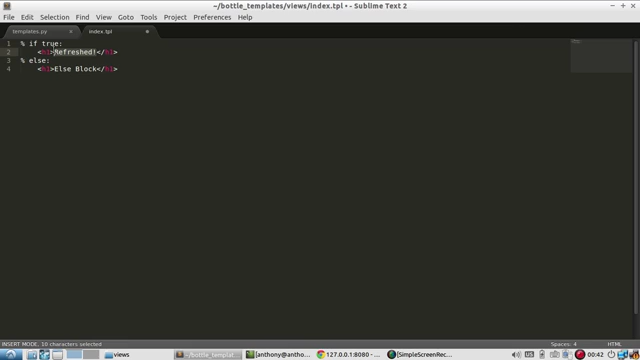 ~/bottle_templates/views/index.tpl • - Sublime Text 2
File Edit Selection Find View Goto Tools Project Preferences Help
templates.py × index.tpl
1 % if true:
2 <h1>Refreshed!</h1>
3 % else:
4 <h1>Else Block</h1>
INSERT MODE, 10 characters selected Spaces: 4 HTML
views ~/bottle_templat... [anthony@antho... 127.0.0.1:8080 - ... [SimpleScreenRec... 00:42